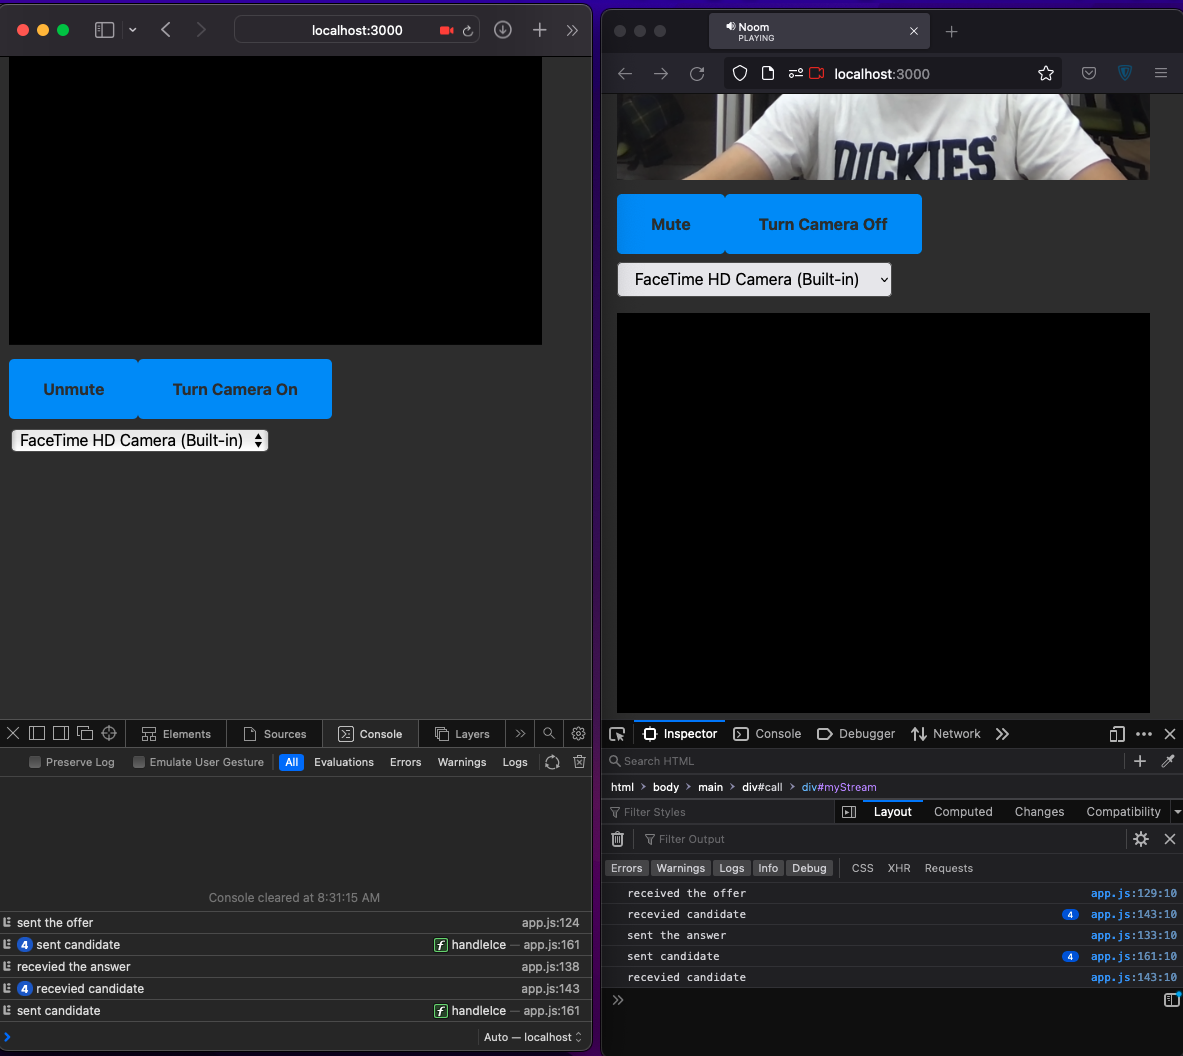 localhost:3000
Unmute
Turn Camera On
FaceTime HD Camera (Built-in)
Elements
Sources
Console
Layers
Preserve Log
Emulate User Gesture
All
Evaluations
Errors
Warnings
Logs
Console cleared at 8:31:15 AM
sent the offer app.js:124
4 sent candidate f handleIce — app.js:161
recevied the answer app.js:138
4 recevied candidate app.js:143
sent candidate f handleIce — app.js:161
Auto — localhost
Noom
PLAYING
localhost:3000
DICKIES
Mute
Turn Camera Off
FaceTime HD Camera (Built-in)
Inspector
Console
Debugger
Network
Search HTML
html > body > main > div#call > div#myStream
Filter Styles
Layout
Computed
Changes
Compatibility
Filter Output
Errors
Warnings
Logs
Info
Debug
CSS
XHR
Requests
received the offer app.js:129:10
recevied candidate 4 app.js:143:10
sent the answer app.js:133:10
sent candidate 4 app.js:161:10
recevied candidate app.js:143:10